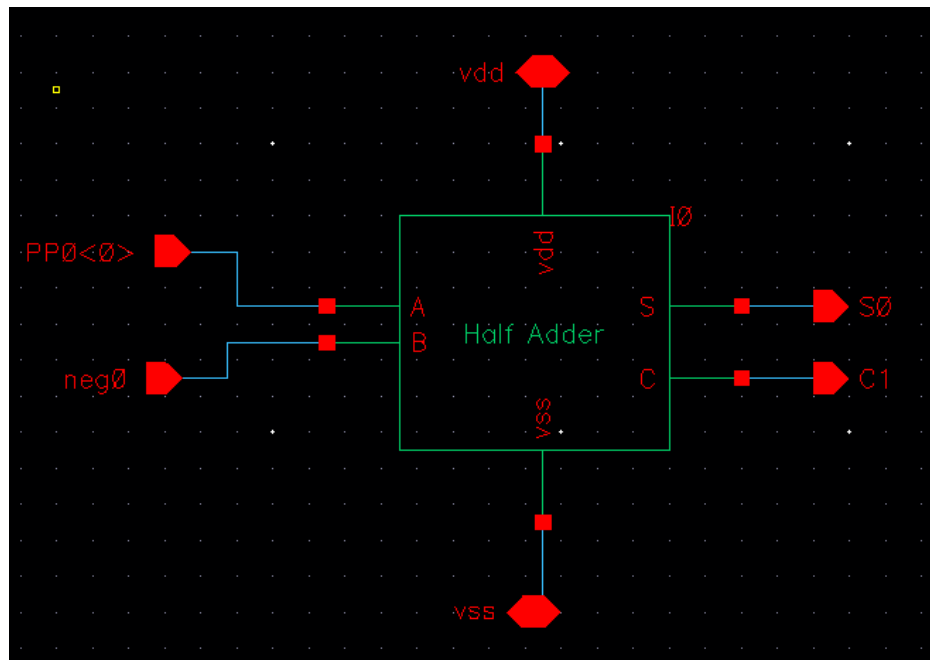 vdd
I0
vdd
PP0<0>
A
S
S0
B
Half Adder
neg0
C
C1
vss
vss